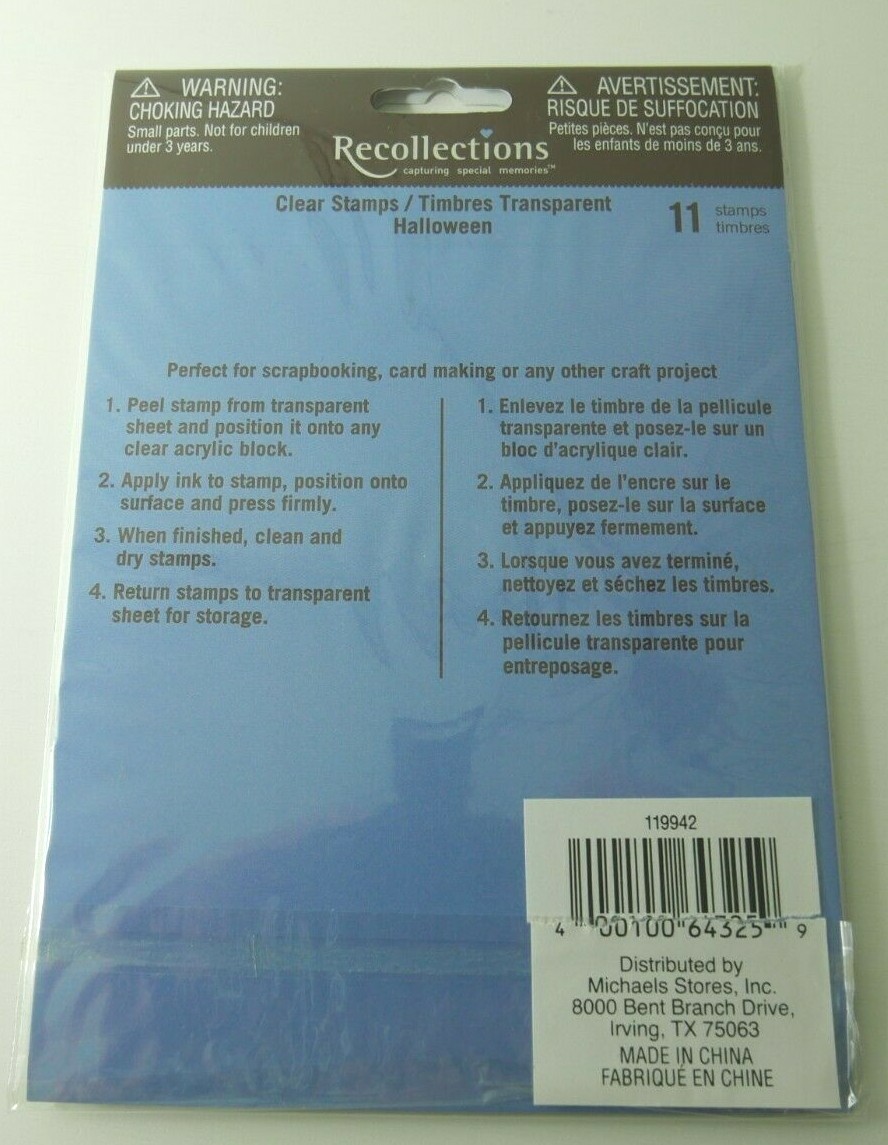 WARNING:
CHOKING HAZARD
Small parts. Not for children
under 3 years.
Recollections
capturing special memories™
AVERTISSEMENT:
RISQUE DE SUFFOCATION
Petites pièces. N'est pas conçu pour
les enfants de moins de 3 ans.
Clear Stamps / Timbres Transparent
Halloween
11 stamps
timbres
Perfect for scrapbooking, card making or any other craft project
1. Peel stamp from transparent
sheet and position it onto any
clear acrylic block.
2. Apply ink to stamp, position onto
surface and press firmly.
3. When finished, clean and
dry stamps.
4. Return stamps to transparent
sheet for storage.
1. Enlevez le timbre de la pellicule
transparente et posez-le sur un
bloc d'acrylique clair.
2. Appliquez de l'encre sur le
timbre, posez-le sur la surface
et appuyez fermement.
3. Lorsque vous avez terminé,
nettoyez et séchez les timbres.
4. Retournez les timbres sur la
pellicule transparente pour
entreposage.
119942
4 00100 64325 9
Distributed by
Michaels Stores, Inc.
8000 Bent Branch Drive,
Irving, TX 75063
MADE IN CHINA
FABRIQUÉ EN CHINE